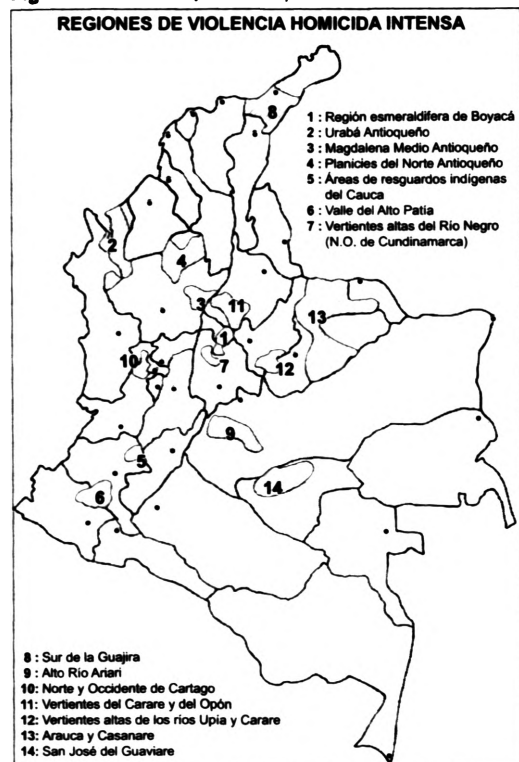 REGIONES DE VIOLENCIA HOMICIDA INTENSA
1 : Región esmeraldífera de Boyacá
2 : Urabá Antioqueño
3 : Magdalena Medio Antioqueño
4 : Planicies del Norte Antioqueño
5 : Áreas de resguardos indígenas
del Cauca
6 : Valle del Alto Patía
7 : Vertientes altas del Río Negro
(N.O. de Cundinamarca)
8
2
4
3
11
13
1
10
7
12
9
5
14
6
8 : Sur de la Guajira
9 : Alto Río Ariari
10: Norte y Occidente de Cartago
11: Vertientes del Carare y del Opón
12: Vertientes altas de los ríos Upía y Carare
13: Arauca y Casanare
14: San José del Guaviare